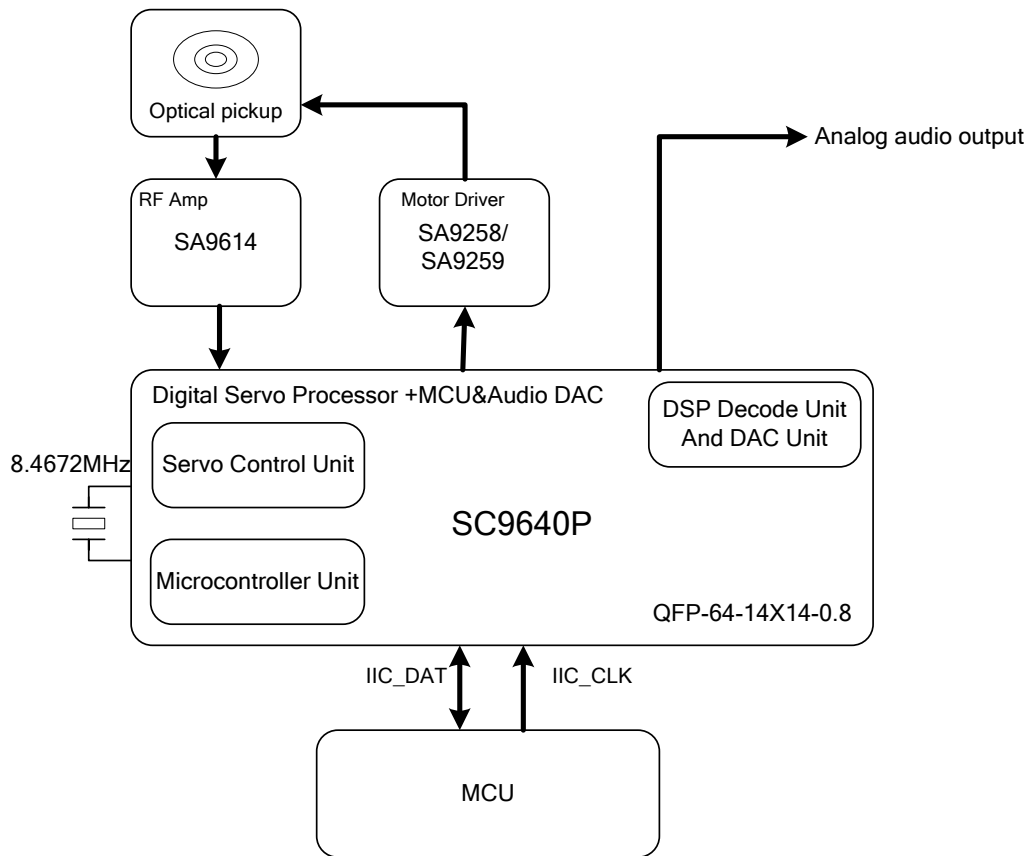 Optical pickup
Analog audio output
RF Amp
SA9614
Motor Driver
SA9258/
SA9259
Digital Servo Processor +MCU&Audio DAC
DSP Decode Unit
And DAC Unit
8.4672MHz
Servo Control Unit
SC9640P
Microcontroller Unit
QFP-64-14X14-0.8
IIC_DAT
IIC_CLK
MCU